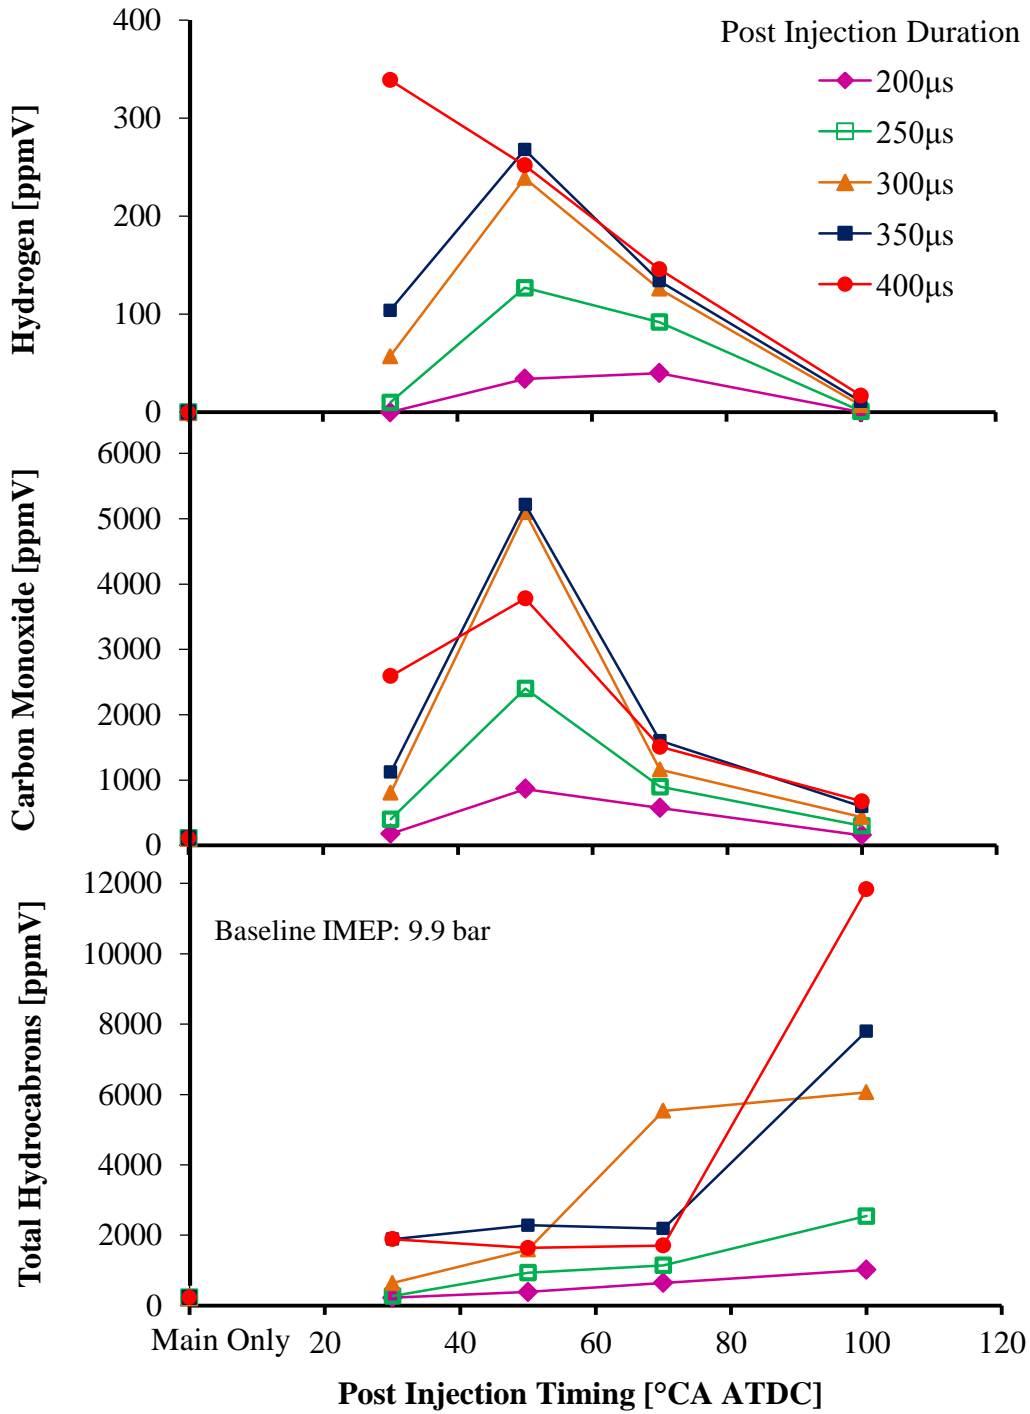 Post Injection Duration
200µs
250µs
300µs
350µs
400µs
Hydrogen [ppmV]
400
300
200
100
0
Carbon Monoxide [ppmV]
6000
5000
4000
3000
2000
1000
0
Total Hydrocabrons [ppmV]
12000
10000
8000
6000
4000
2000
0
Baseline IMEP: 9.9 bar
Main Only 20 40 60 80 100 120
Post Injection Timing [°CA ATDC]